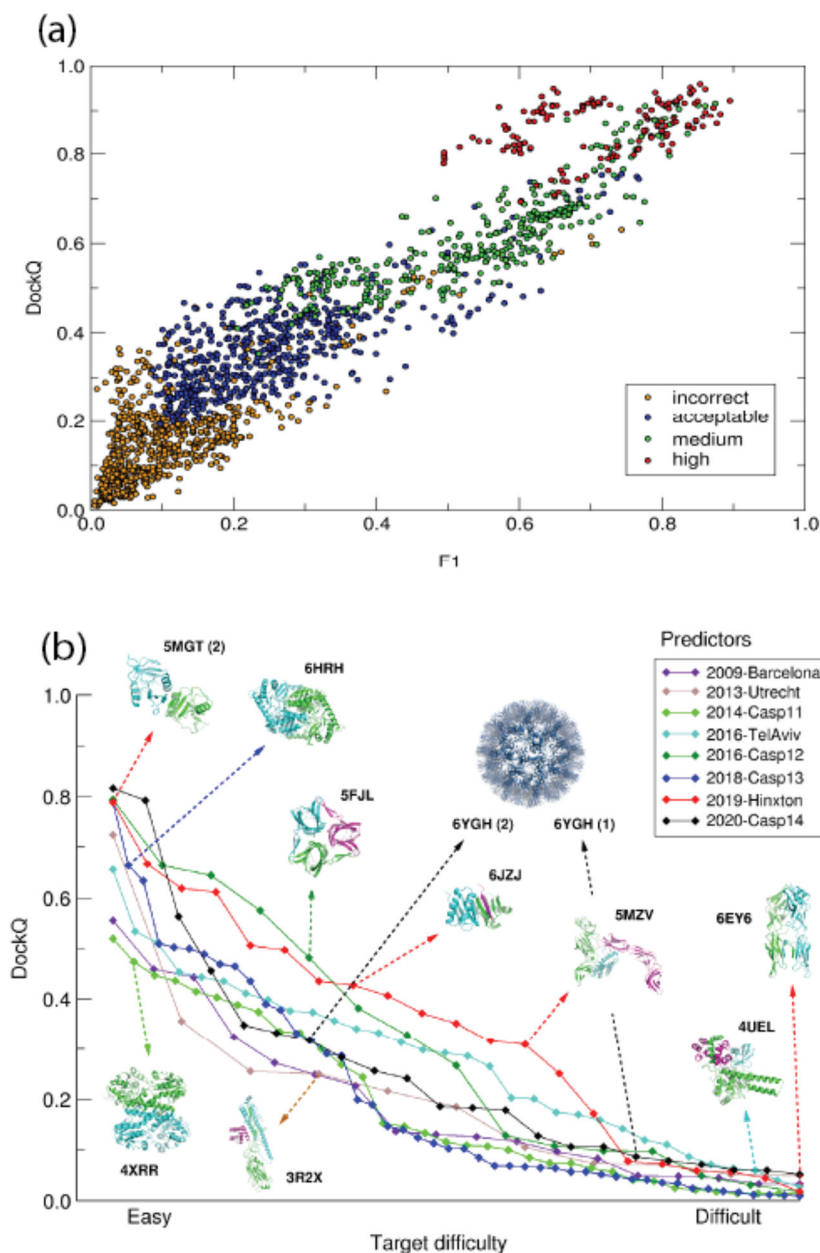 (a)
1.0
0.8
0.6
0.4
0.2
0.0
DockQ
0.0 0.2 0.4 0.6 0.8 1.0
F1
incorrect
acceptable
medium
high
(b)
5MGT (2)
6HRH
5FJL
6YGH (2)
6YGH (1)
6JZJ
5MZV
6EY6
4UEL
4XRR
3R2X
Predictors
2009-Barcelona
2013-Utrecht
2014-Casp11
2016-TelAviv
2016-Casp12
2018-Casp13
2019-Hinxton
2020-Casp14
1.0
0.8
0.6
0.4
0.2
0.0
DockQ
Easy
Difficult
Target difficulty